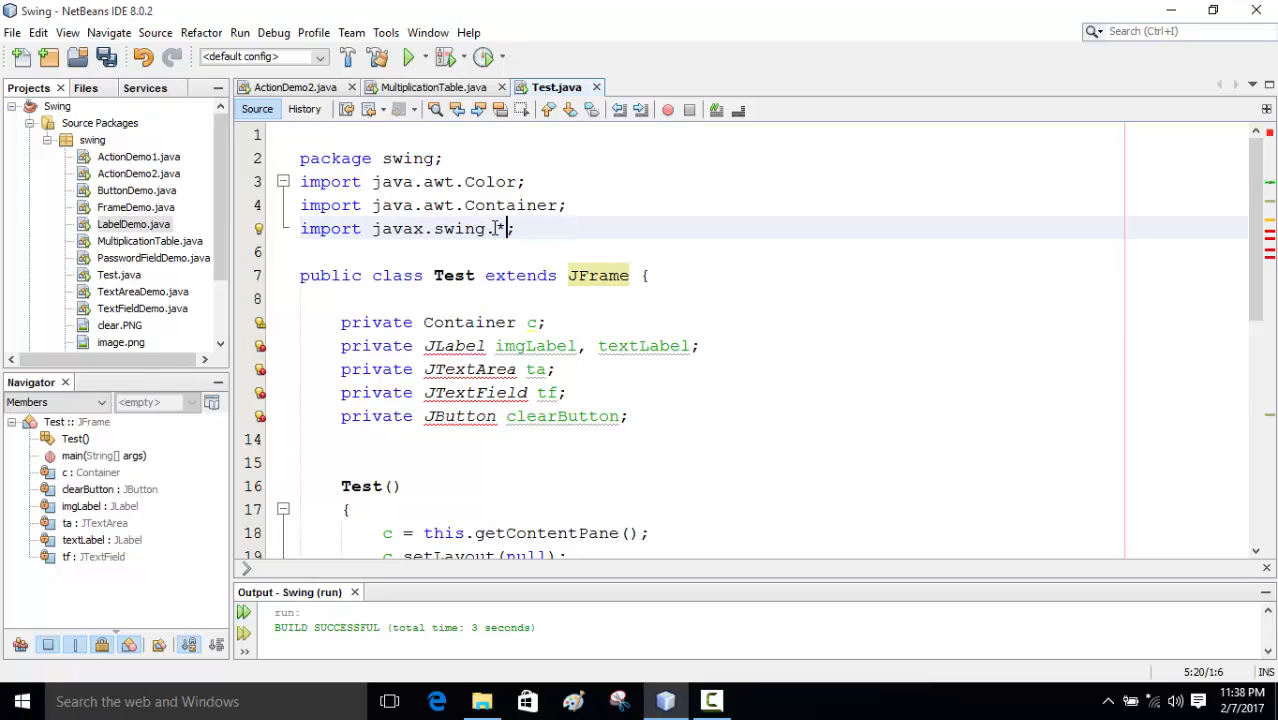 Swing - NetBeans IDE 8.0.2
File Edit View Navigate Source Refactor Run Debug Profile Team Tools Window Help
Search (Ctrl+I)
<default config>
Projects Files Services
ActionDemo2.java MultiplicationTable.java Test.java
Source History
Swing
Source Packages
swing
ActionDemo1.java
ActionDemo2.java
ButtonDemo.java
FrameDemo.java
LabelDemo.java
MultiplicationTable.java
PasswordFieldDemo.java
Test.java
TextAreaDemo.java
TextFieldDemo.java
clear.PNG
image.png
Navigator
Members <empty>
Test :: JFrame
Test()
main(String[] args)
c : Container
clearButton : JButton
imgLabel : JLabel
ta : JTextArea
textLabel : JLabel
tf : JTextField
1
2 package swing;
3 import java.awt.Color;
4 import java.awt.Container;
import javax.swing.*;
6
7 public class Test extends JFrame {
8
private Container c;
private JLabel imgLabel, textLabel;
private JTextArea ta;
private JTextField tf;
private JButton clearButton;
14
15
16 Test()
17 {
18 c = this.getContentPane();
19 c.setLayout(null);
Output - Swing (run)
run:
BUILD SUCCESSFUL (total time: 3 seconds)
5:20/1:6 INS
Search the web and Windows
11:38 PM
2/7/2017